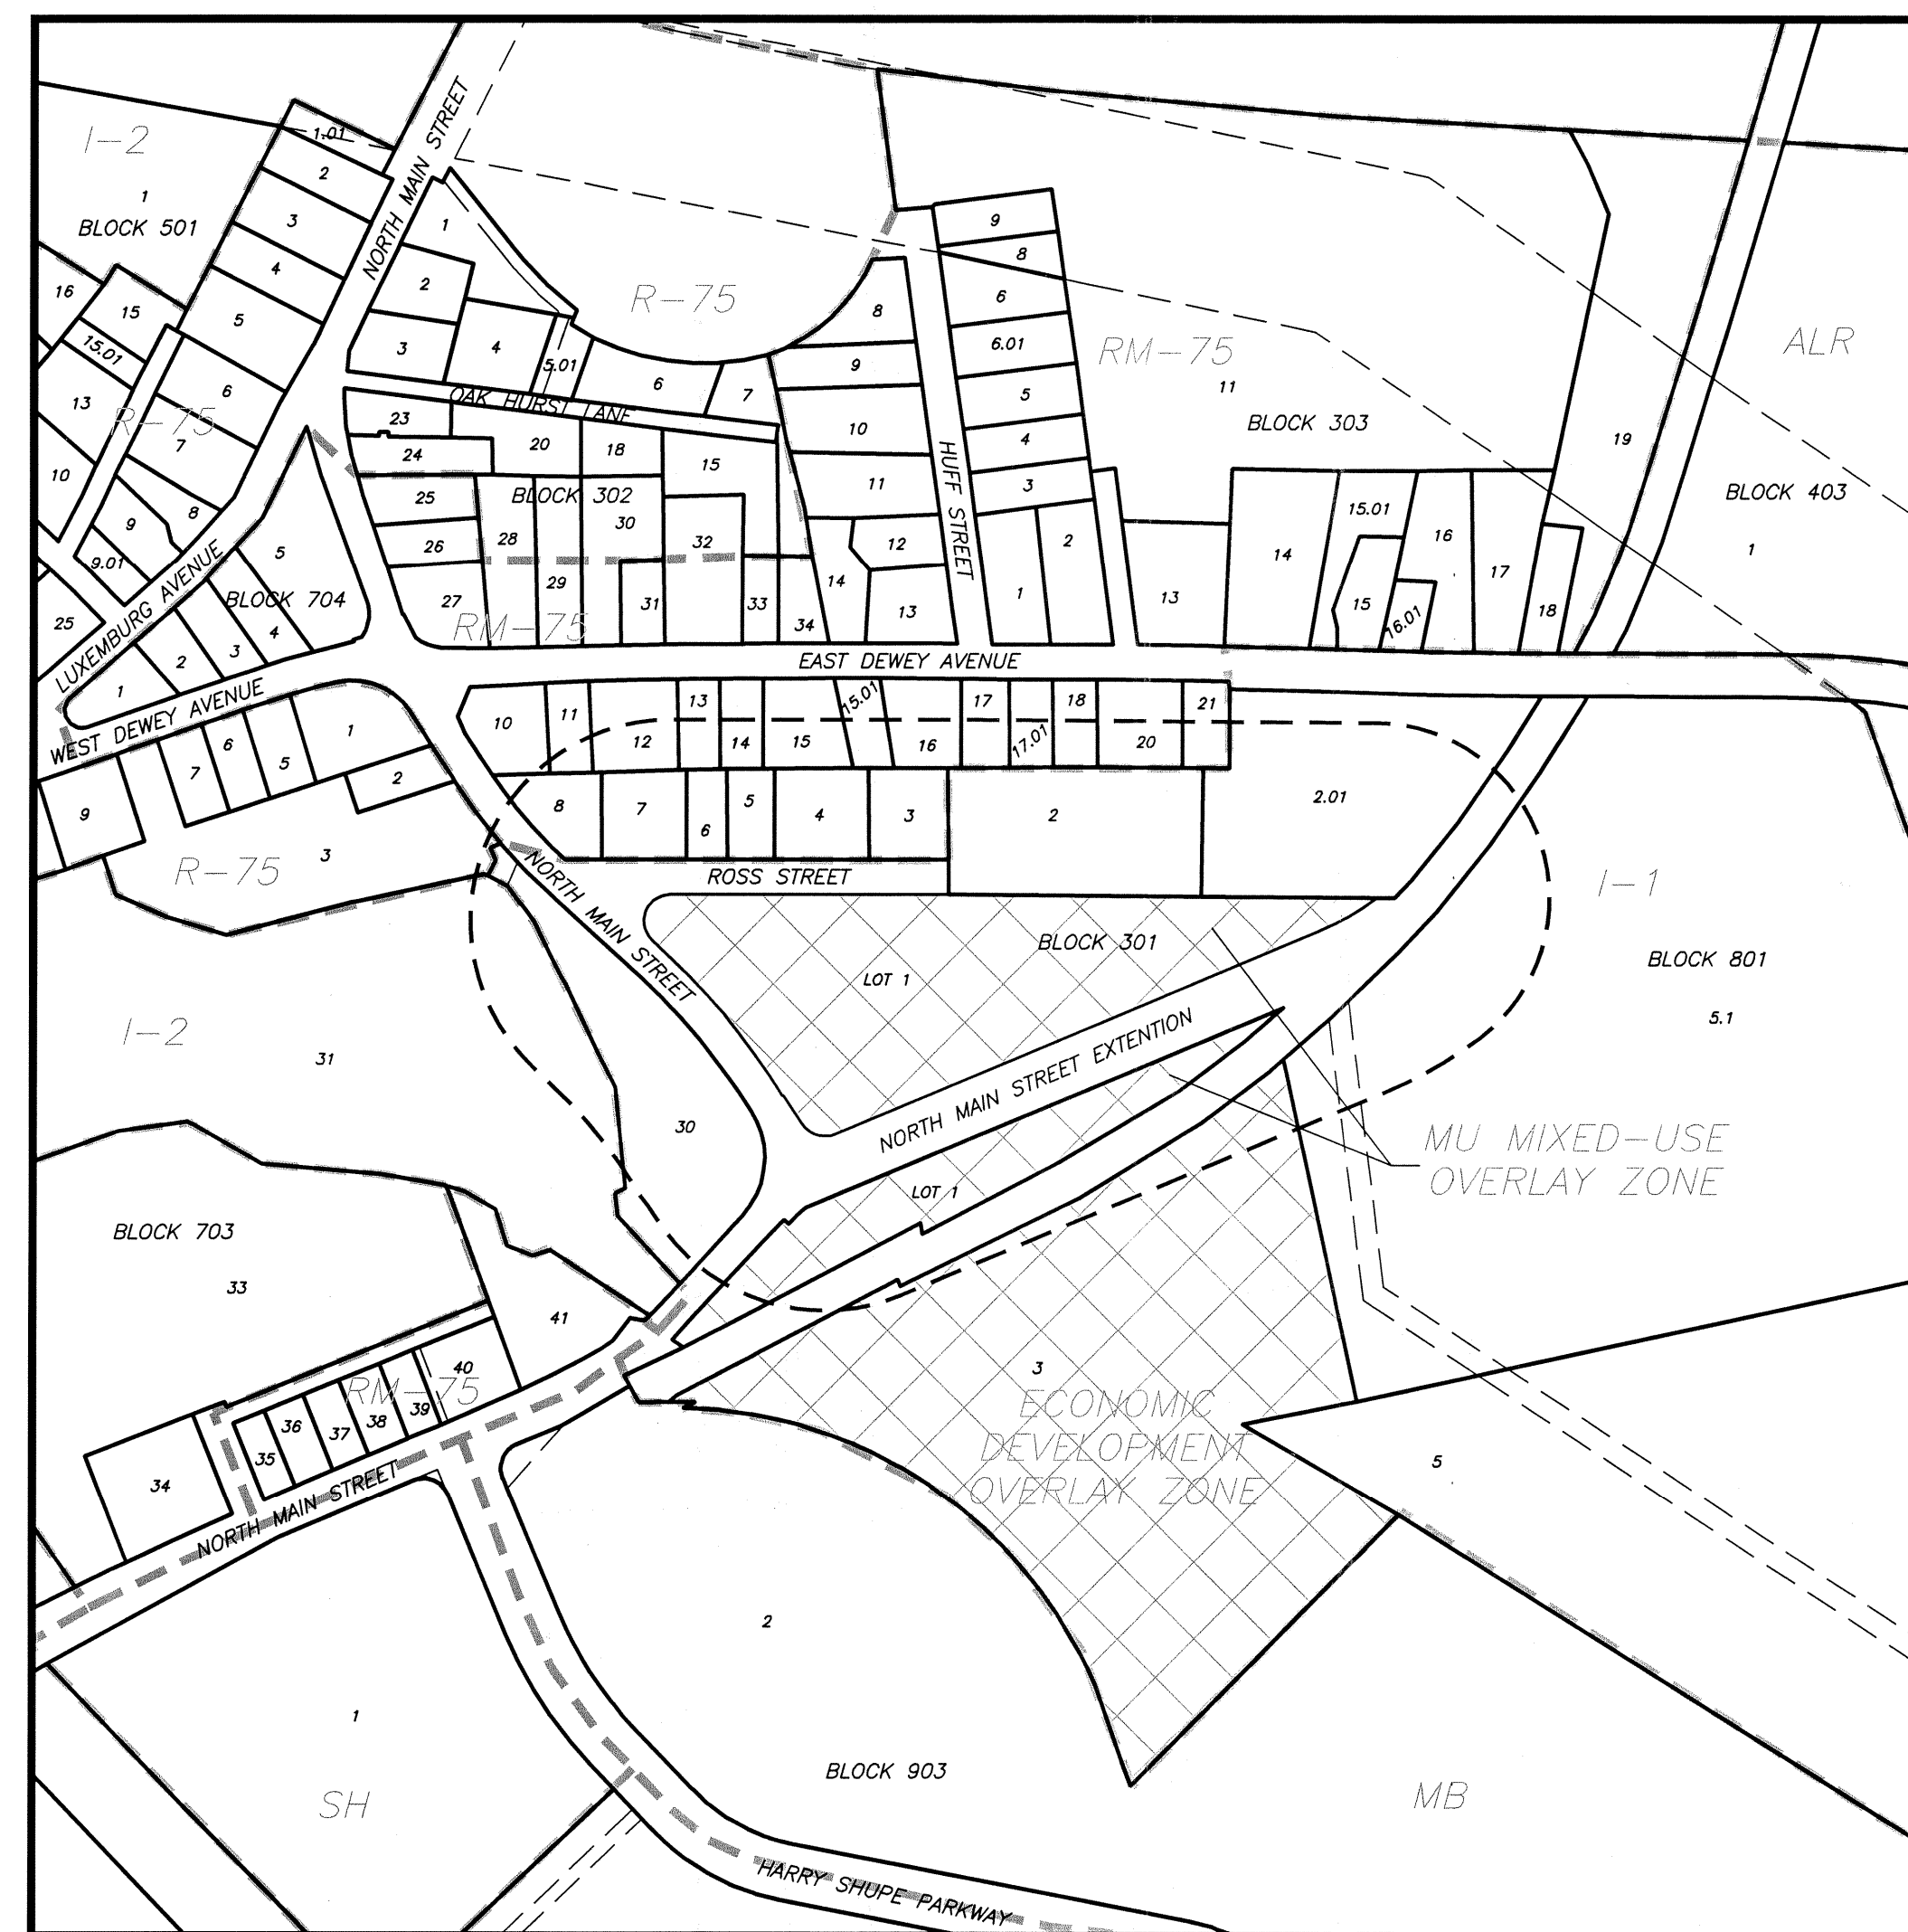 I-2
1
BLOCK 501
1.01
2
3
4
5
6
7
8
9
9.01
16
15
15.01
13
10
R-75
25
NORTH MAIN STREET
1
2
3
4
5.01
6
7
R-75
OAK HURST LANE
23
24
20
18
15
25
BLOCK 302
26
27
28
29
30
31
32
33
34
RM-75
8
9
10
11
12
13
14
HUFF STREET
9
8
6
6.01
5
4
3
2
1
RM-75
11
BLOCK 303
13
14
15.01
15
16
16.01
17
18
19
ALR
BLOCK 403
1
LUXEMBURG AVENUE
BLOCK 704
5
4
3
2
1
WEST DEWEY AVENUE
EAST DEWEY AVENUE
1
2
5
6
7
9
3
R-75
10
11
12
13
14
15
15.01
16
17
17.01
18
20
21
8
7
6
5
4
3
2
2.01
ROSS STREET
NORTH MAIN STREET
BLOCK 301
LOT 1
I-1
BLOCK 801
5.1
I-2
31
30
NORTH MAIN STREET EXTENTION
LOT 1
MU MIXED-USE
OVERLAY ZONE
BLOCK 703
33
41
40
RM-75
34
35
36
37
38
39
NORTH MAIN STREET
3
ECONOMIC
DEVELOPMENT
OVERLAY ZONE
5
2
1
SH
BLOCK 903
MB
HARRY SHUPE PARKWAY